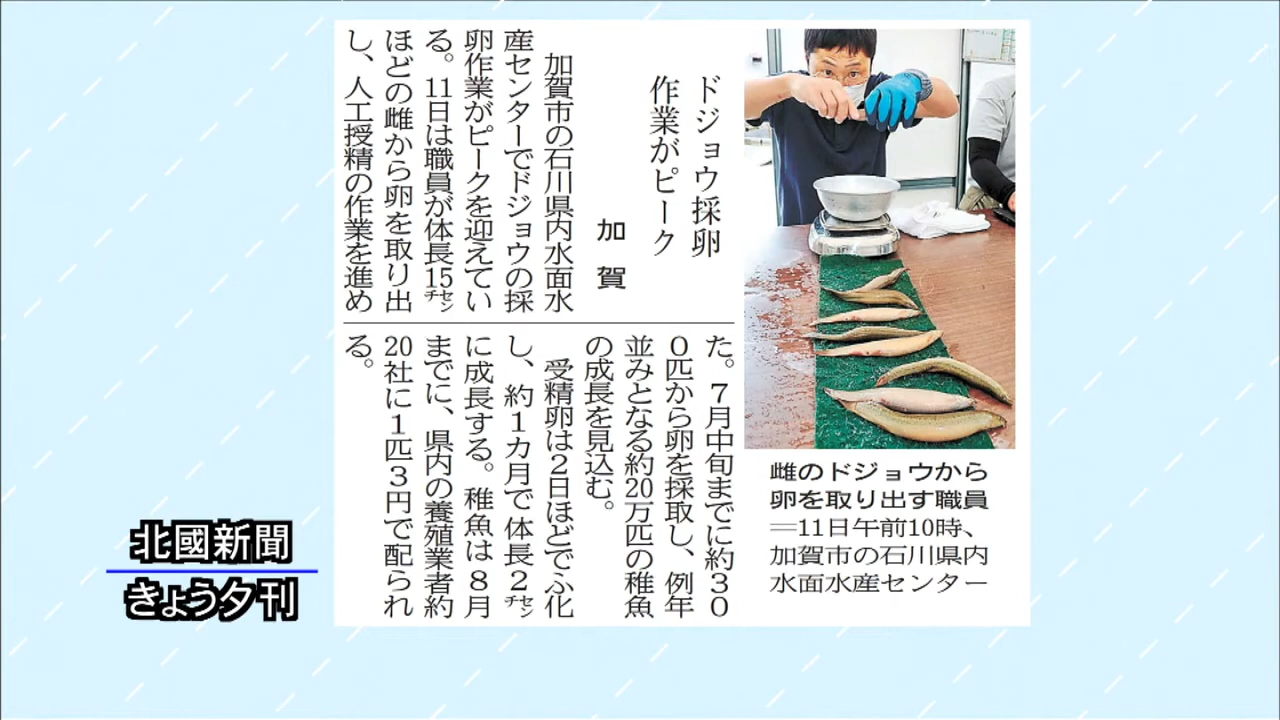 ドジョウ採卵
作業がピーク
加賀
加賀市の石川県内水面水
産センターでドジョウの採
卵作業がピークを迎えてい
る。11日は職員が体長15㌢
ほどの雌から卵を取り出
し、人工授精の作業を進め
た。7月中旬までに約30
0匹から卵を採取し、例年
並みとなる約20万匹の稚魚
の成長を見込む。
受精卵は2日ほどでふ化
し、約1カ月で体長2㌢
に成長する。稚魚は8月
までに、県内の養殖業者約
20社に1匹3円で配られ
る。
雌のドジョウから
卵を取り出す職員
＝11日午前10時、
加賀市の石川県内
水面水産センター
北國新聞
きょう夕刊